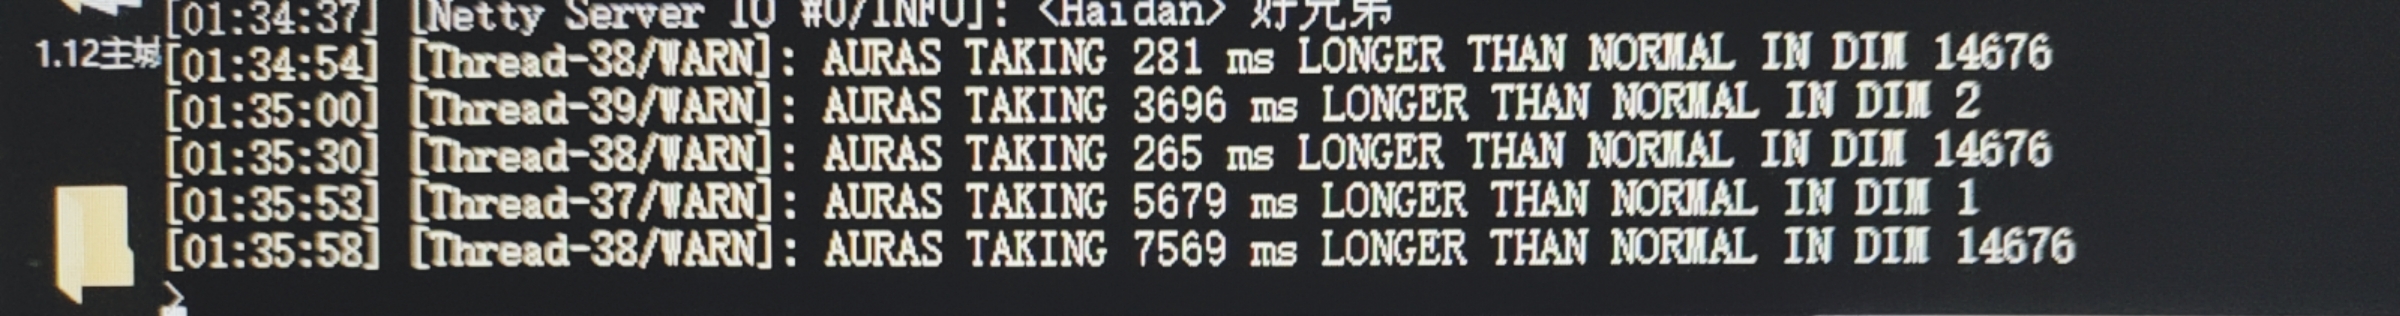 [01:34:37] [Netty Server IO #0/INFO]: <Haidan> 好兄弟
1.12主城
[01:34:54] [Thread-38/WARN]: AURAS TAKING 281 ms LONGER THAN NORMAL IN DIM 14676
[01:35:00] [Thread-39/WARN]: AURAS TAKING 3696 ms LONGER THAN NORMAL IN DIM 2
[01:35:30] [Thread-38/WARN]: AURAS TAKING 265 ms LONGER THAN NORMAL IN DIM 14676
[01:35:53] [Thread-37/WARN]: AURAS TAKING 5679 ms LONGER THAN NORMAL IN DIM 1
[01:35:58] [Thread-38/WARN]: AURAS TAKING 7569 ms LONGER THAN NORMAL IN DIM 14676
>